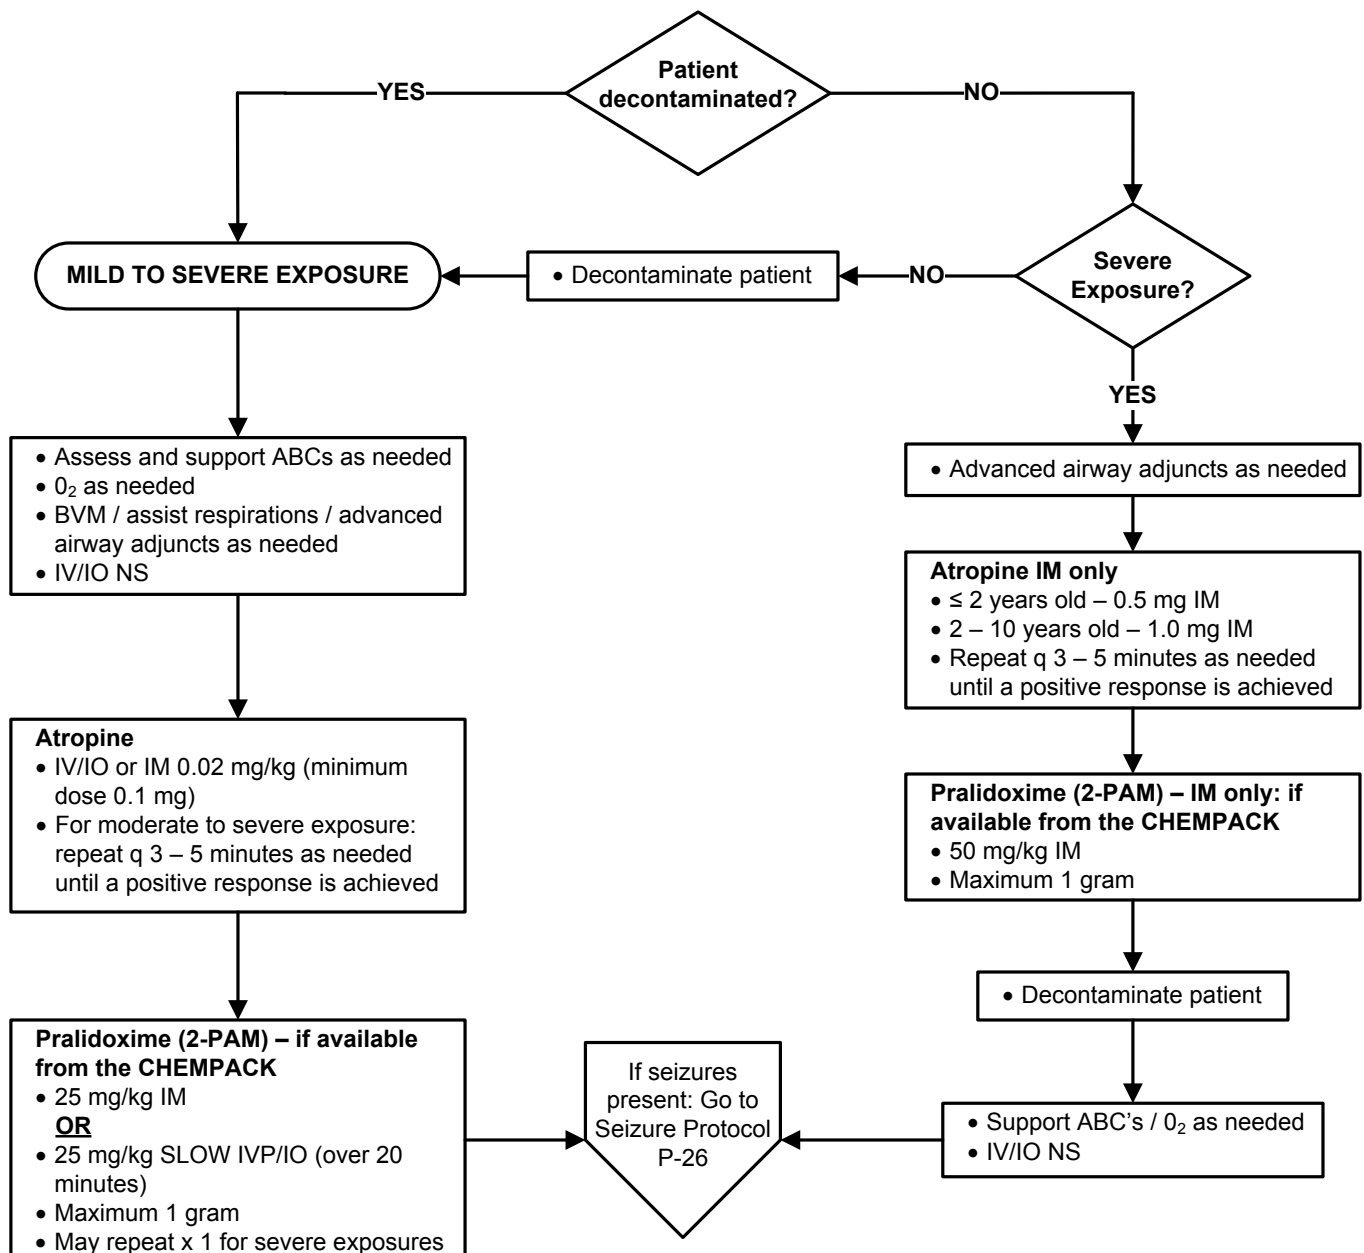 Patient
decontaminated?
YES
NO
MILD TO SEVERE EXPOSURE
• Decontaminate patient
NO
Severe
Exposure?
YES
• Assess and support ABCs as needed
• 0₂ as needed
• BVM / assist respirations / advanced
airway adjuncts as needed
• IV/IO NS
• Advanced airway adjuncts as needed
Atropine IM only
• ≤ 2 years old – 0.5 mg IM
• 2 – 10 years old – 1.0 mg IM
• Repeat q 3 – 5 minutes as needed
until a positive response is achieved
Atropine
• IV/IO or IM 0.02 mg/kg (minimum
dose 0.1 mg)
• For moderate to severe exposure:
repeat q 3 – 5 minutes as needed
until a positive response is achieved
Pralidoxime (2-PAM) – IM only: if
available from the CHEMPACK
• 50 mg/kg IM
• Maximum 1 gram
• Decontaminate patient
Pralidoxime (2-PAM) – if available
from the CHEMPACK
• 25 mg/kg IM
OR
• 25 mg/kg SLOW IVP/IO (over 20
minutes)
• Maximum 1 gram
• May repeat x 1 for severe exposures
If seizures
present: Go to
Seizure Protocol
P-26
• Support ABC's / 0₂ as needed
• IV/IO NS